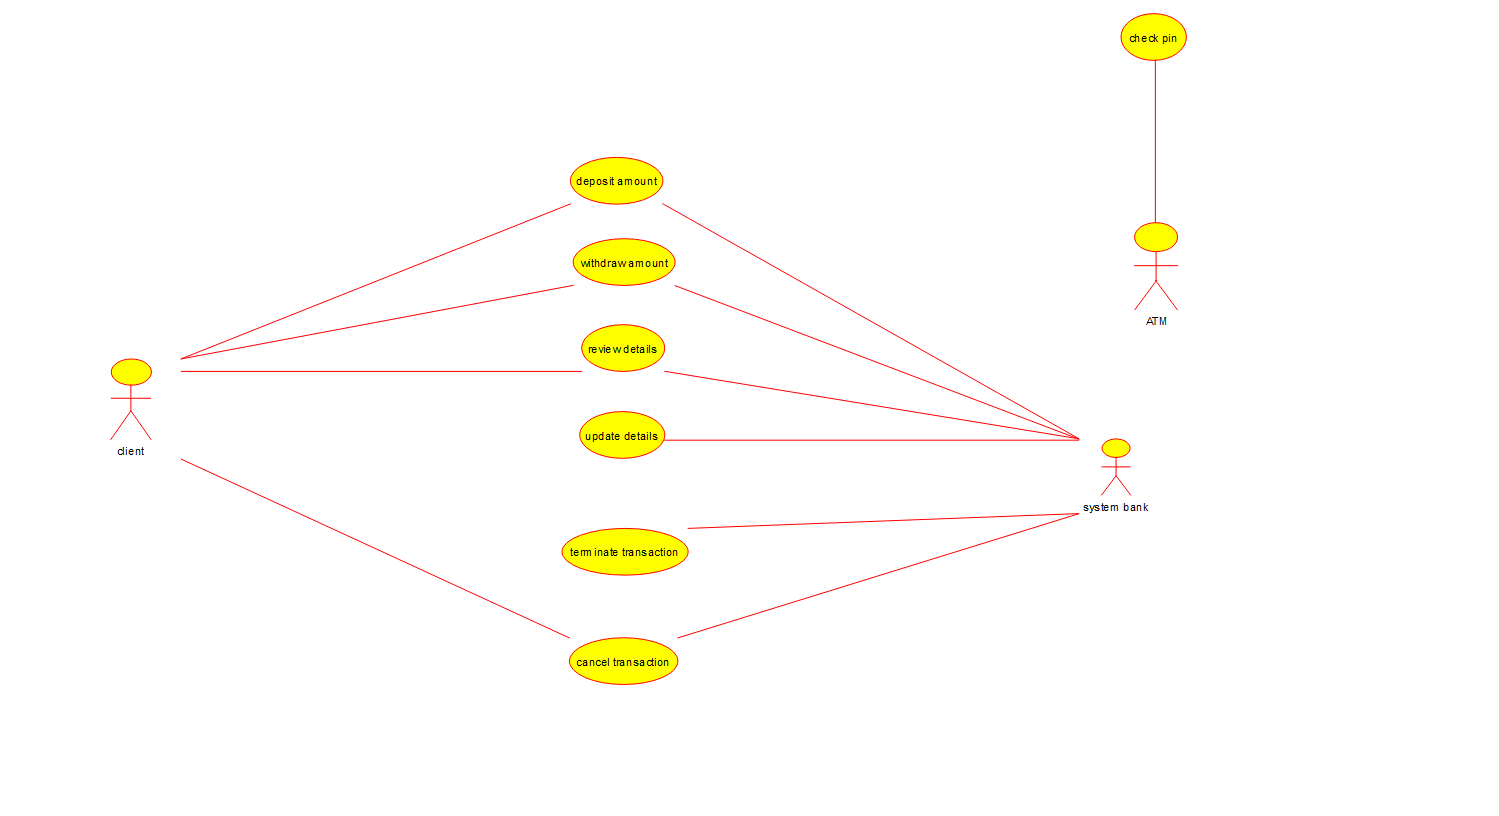 check pin
deposit amount
withdraw amount
ATM
review details
update details
client
system bank
terminate transaction
cancel transaction